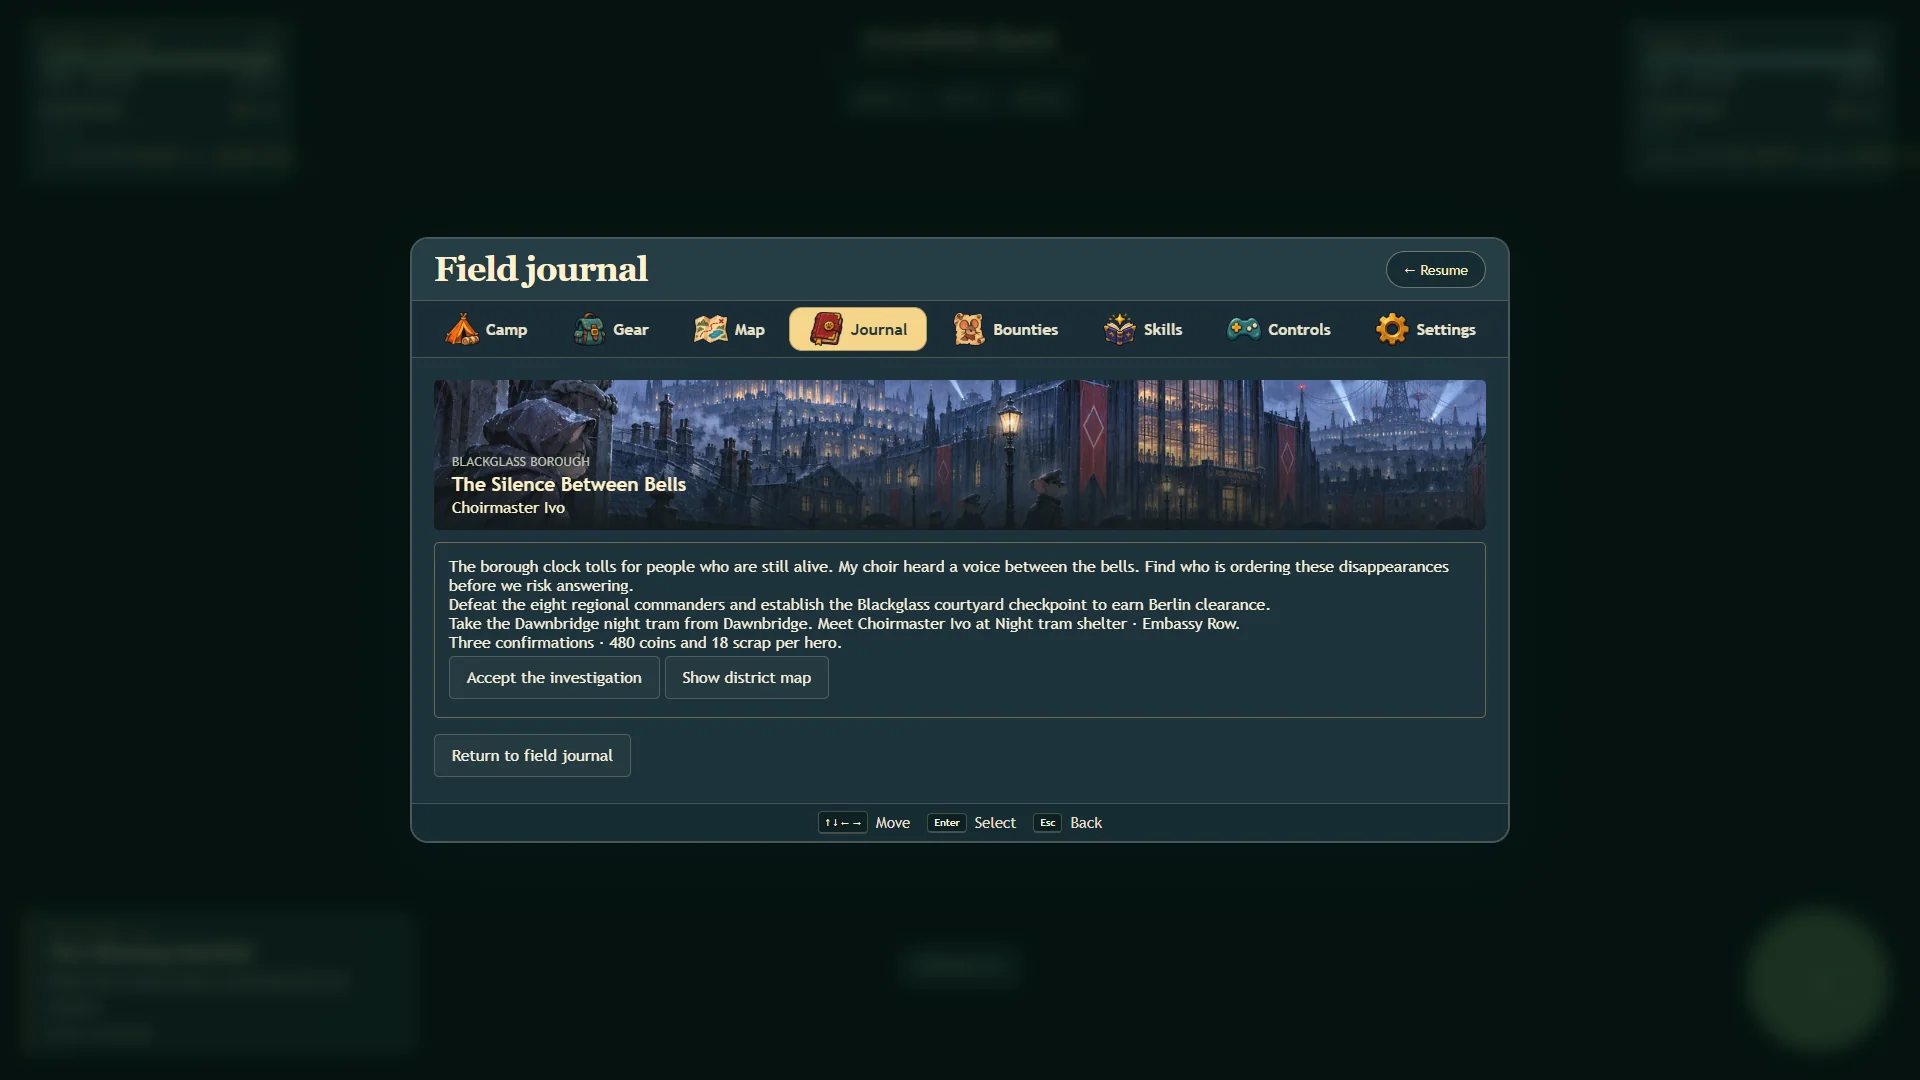 Field journal
← Resume
Camp
Gear
Map
Journal
Bounties
Skills
Controls
Settings
BLACKGLASS BOROUGH
The Silence Between Bells
Choirmaster Ivo
The borough clock tolls for people who are still alive. My choir heard a voice between the bells. Find who is ordering these disappearances
before we risk answering.
Defeat the eight regional commanders and establish the Blackglass courtyard checkpoint to earn Berlin clearance.
Take the Dawnbridge night tram from Dawnbridge. Meet Choirmaster Ivo at Night tram shelter · Embassy Row.
Three confirmations · 480 coins and 18 scrap per hero.
Accept the investigation
Show district map
Return to field journal
↑↓←→ Move Enter Select Esc Back